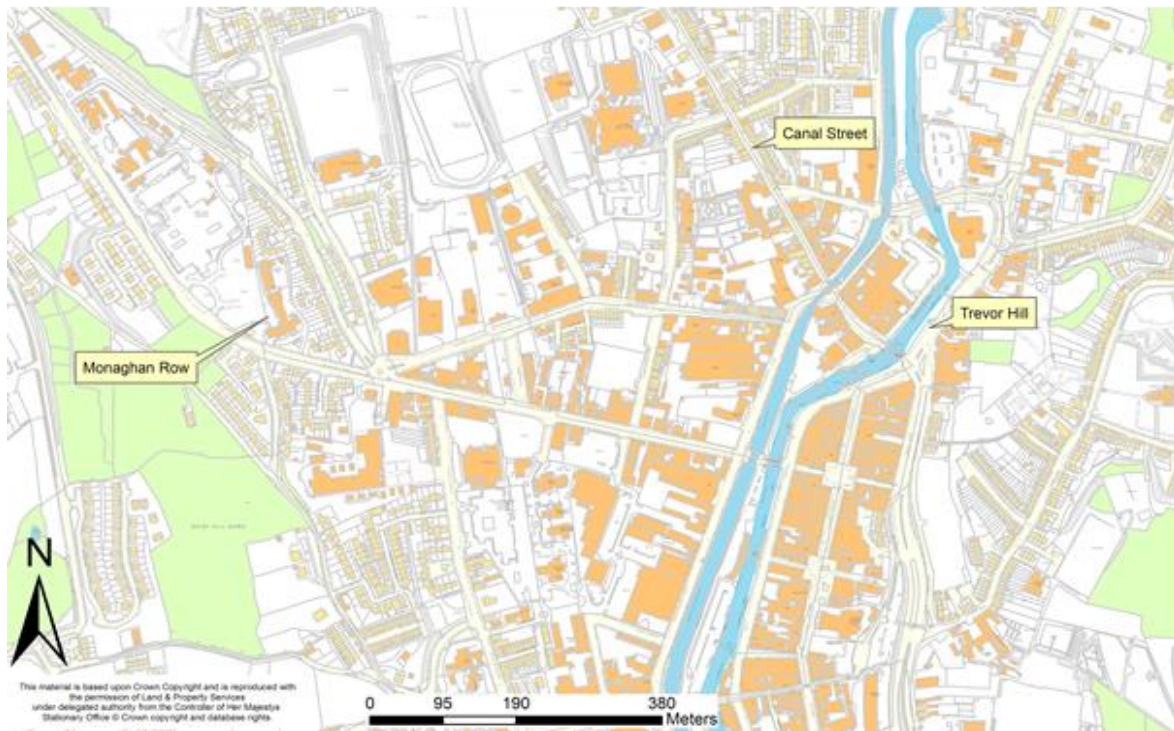 Canal Street
Trevor Hill
Monaghan Row
N
This material is based upon Crown Copyright and is reproduced with
the permission of Land & Property Services
under delegated authority from the Controller of Her Majestys
Stationary Office © Crown copyright and database rights
0 95 190 380
Meters